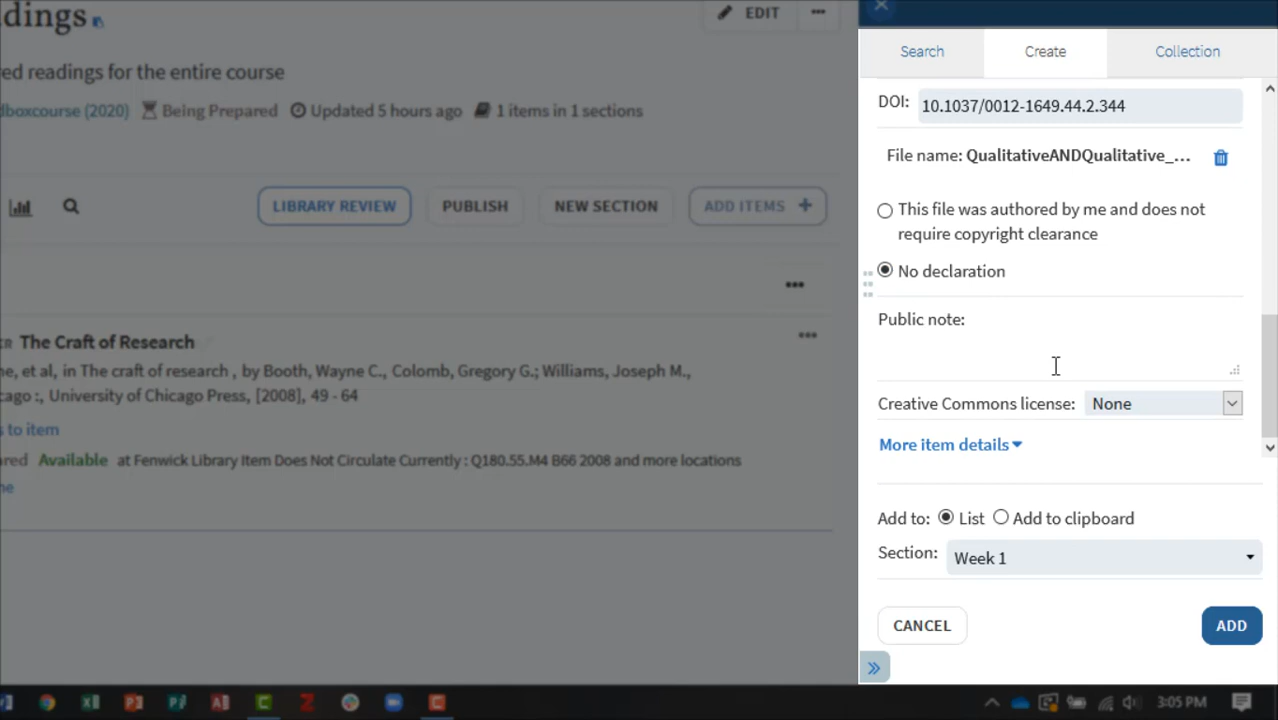 dings
EDIT
Search
Create
Collection
ed readings for the entire course
dboxcourse (2020) Being Prepared Updated 5 hours ago 1 items in 1 sections
DOI: 10.1037/0012-1649.44.2.344
File name: QualitativeANDQualitative_...
LIBRARY REVIEW
PUBLISH
NEW SECTION
ADD ITEMS +
This file was authored by me and does not
require copyright clearance
No declaration
Public note:
The Craft of Research
ne, et al, in The craft of research , by Booth, Wayne C., Colomb, Gregory G.; Williams, Joseph M.,
cago :, University of Chicago Press, [2008], 49 - 64
s to item
red Available at Fenwick Library Item Does Not Circulate Currently : Q180.55.M4 B66 2008 and more locations
ne
Creative Commons license: None
More item details
Add to: List Add to clipboard
Section: Week 1
CANCEL
ADD
3:05 PM